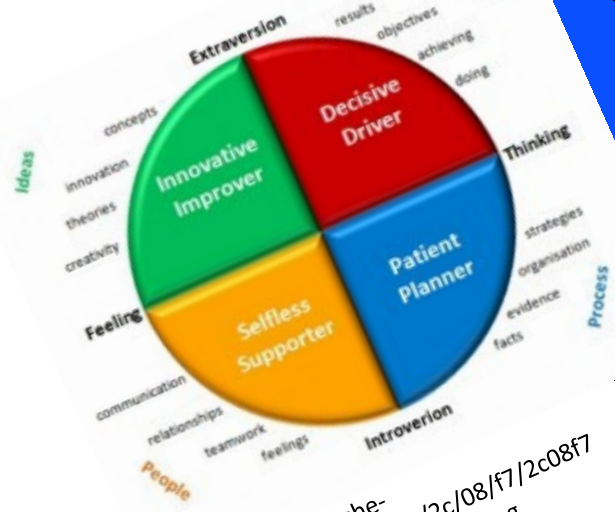 Extraversion
results
objectives
achieving
doing
Decisive
Driver
Thinking
concepts
innovation
theories
creativity
Ideas
Innovative
Improver
Feeling
Patient
Planner
strategies
organisation
evidence
facts
Process
Selfless
Supporter
Introverion
communication
relationships
teamwork
feelings
People
/2c/08/f7/2c08f7